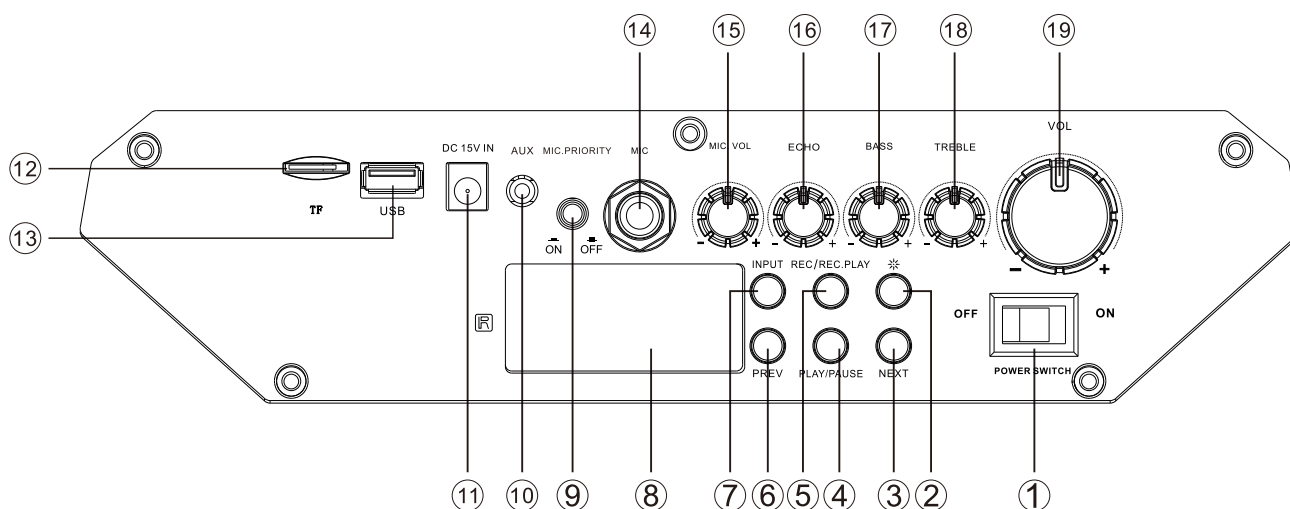 ⑭ ⑮ ⑯ ⑰ ⑱ ⑲
VOL
DC 15V IN AUX MIC.PRIORITY MIC MIC VOL ECHO BASS TREBLE
⑫
TF
USB
⑬
ON OFF
- + - + - + - +
- +
INPUT REC/REC.PLAY
OFF ON
IR
PREV PLAY/PAUSE NEXT
POWER SWITCH
⑪ ⑩ ⑨ ⑧ ⑦ ⑥ ⑤ ④ ③ ② ①